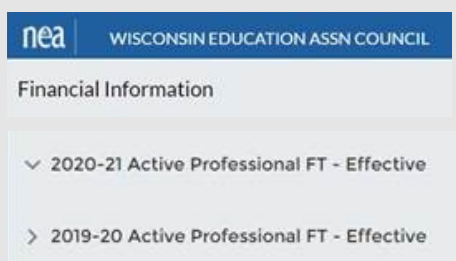 nea WISCONSIN EDUCATION ASSN COUNCIL
Financial Information
2020-21 Active Professional FT - Effective
2019-20 Active Professional FT - Effective